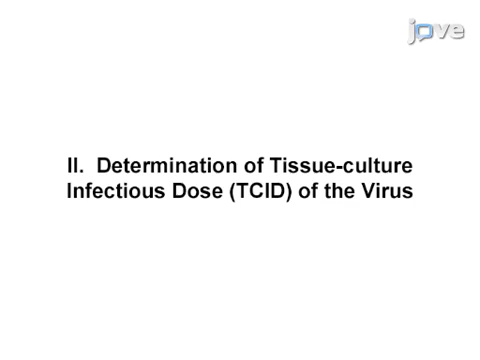 jove
II. Determination of Tissue-culture
Infectious Dose (TCID) of the Virus